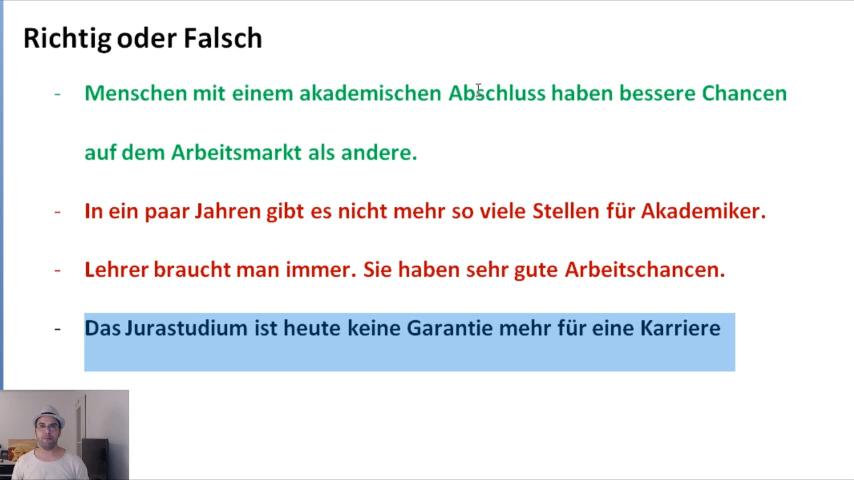 Richtig oder Falsch
- Menschen mit einem akademischen Abschluss haben bessere Chancen
auf dem Arbeitsmarkt als andere.
- In ein paar Jahren gibt es nicht mehr so viele Stellen für Akademiker.
- Lehrer braucht man immer. Sie haben sehr gute Arbeitschancen.
- Das Jurastudium ist heute keine Garantie mehr für eine Karriere